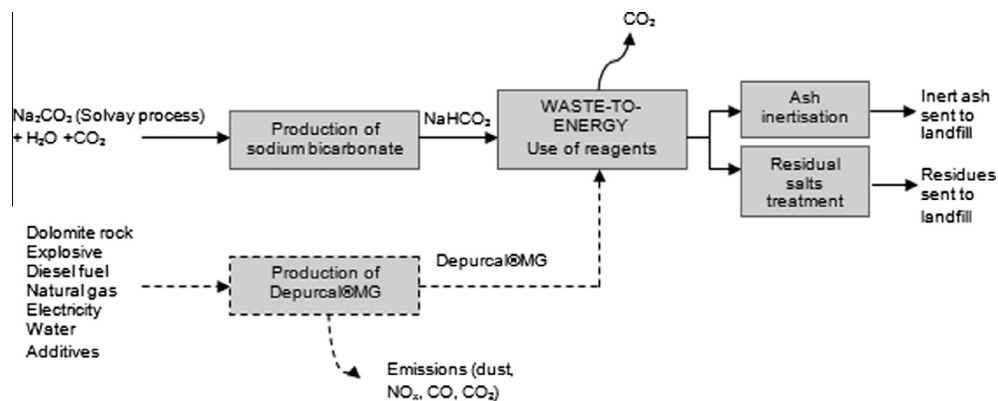 CO₂
Na₂CO₃ (Solvay process)
+ H₂O +CO₂
Production of
sodium bicarbonate
NaHCO₃
WASTE-TO-
ENERGY
Use of reagents
Ash
inertisation
Inert ash
sent to
landfill
Residual
salts
treatment
Residues
sent to
landfill
Dolomite rock
Explosive
Diesel fuel
Natural gas
Electricity
Water
Additives
Production of
Depurcal®MG
Depurcal®MG
Emissions (dust,
NOₓ, CO, CO₂)